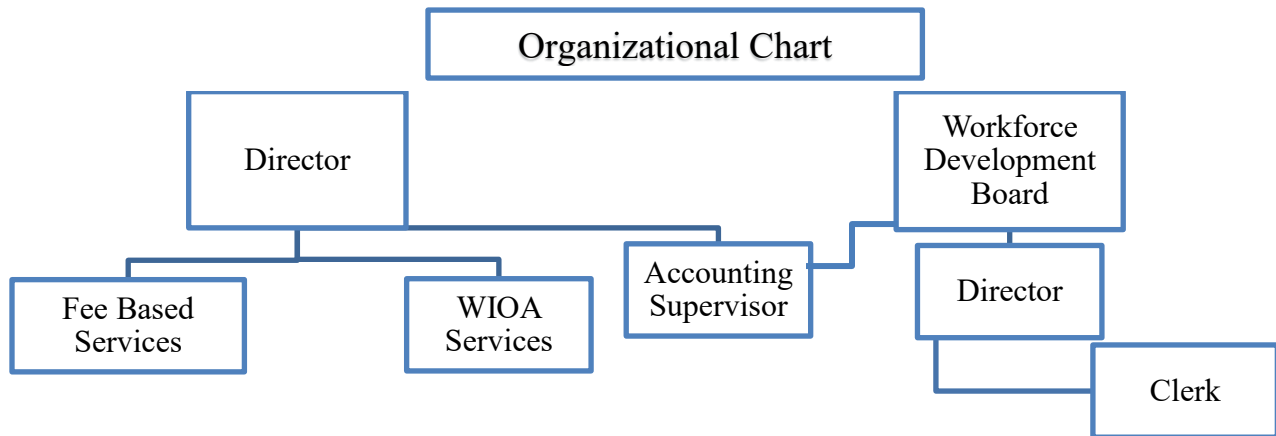 Organizational Chart
Director
Workforce
Development
Board
Fee Based
Services
WIOA
Services
Accounting
Supervisor
Director
Clerk